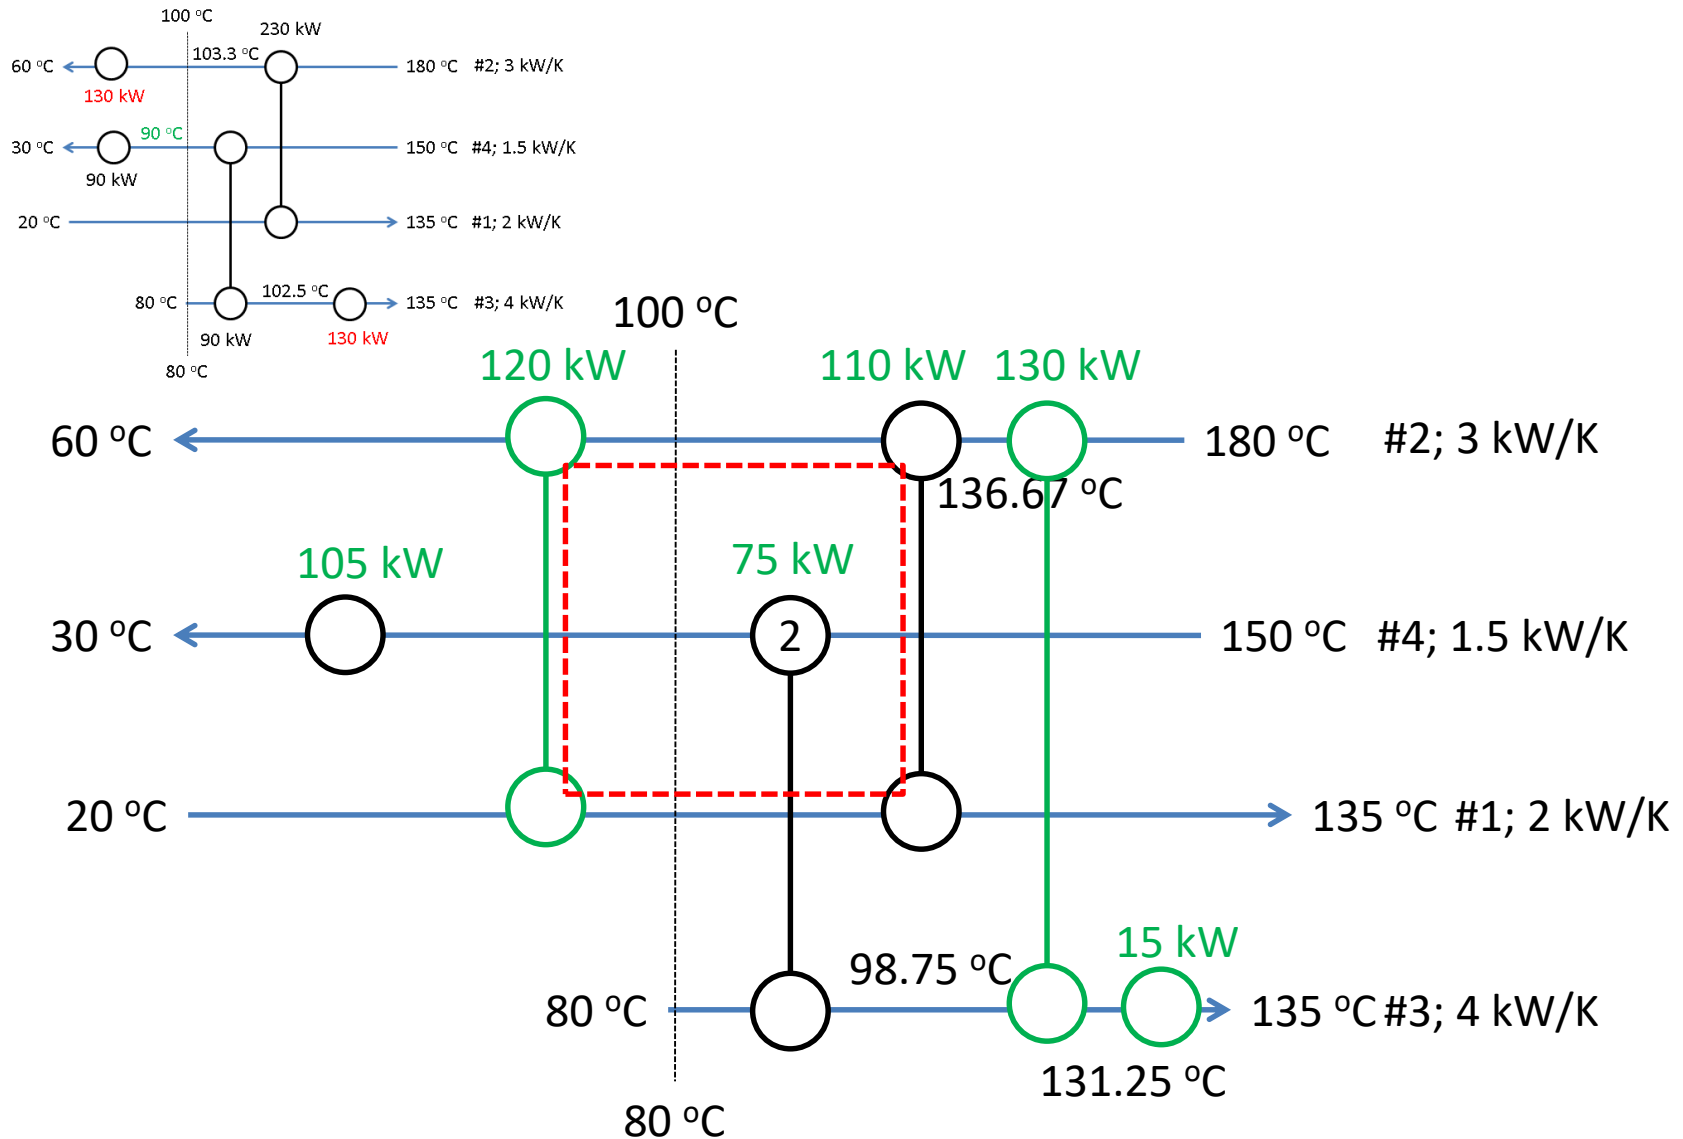 100 °C
230 kW
60 °C
103.3 °C
180 °C #2; 3 kW/K
130 kW
90 °C
30 °C
150 °C #4; 1.5 kW/K
90 kW
20 °C
135 °C #1; 2 kW/K
80 °C
102.5 °C
135 °C #3; 4 kW/K
90 kW
130 kW
80 °C
100 °C
120 kW
110 kW
130 kW
60 °C
180 °C #2; 3 kW/K
136.67 °C
105 kW
75 kW
30 °C
2
150 °C #4; 1.5 kW/K
20 °C
135 °C #1; 2 kW/K
15 kW
98.75 °C
80 °C
135 °C #3; 4 kW/K
131.25 °C
80 °C